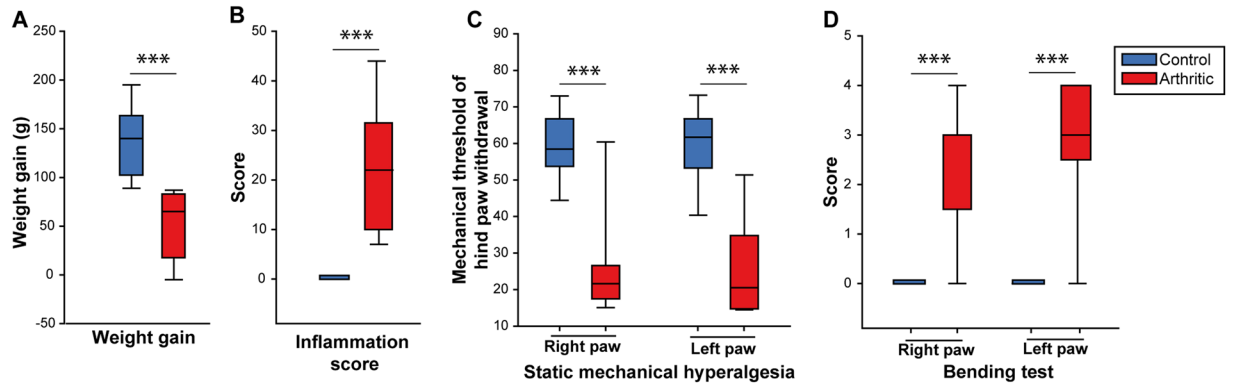 A
250
200
150
100
50
0
-50
Weight gain (g)
***
Weight gain
B
50
40
30
20
10
0
Score
***
Inflammation
score
C
90
80
70
60
50
40
30
20
10
Mechanical threshold of
hind paw withdrawal
***
***
Right paw
Left paw
Static mechanical hyperalgesia
D
5
4
3
2
1
0
Score
***
***
Right paw
Left paw
Bending test
Control
Arthritic